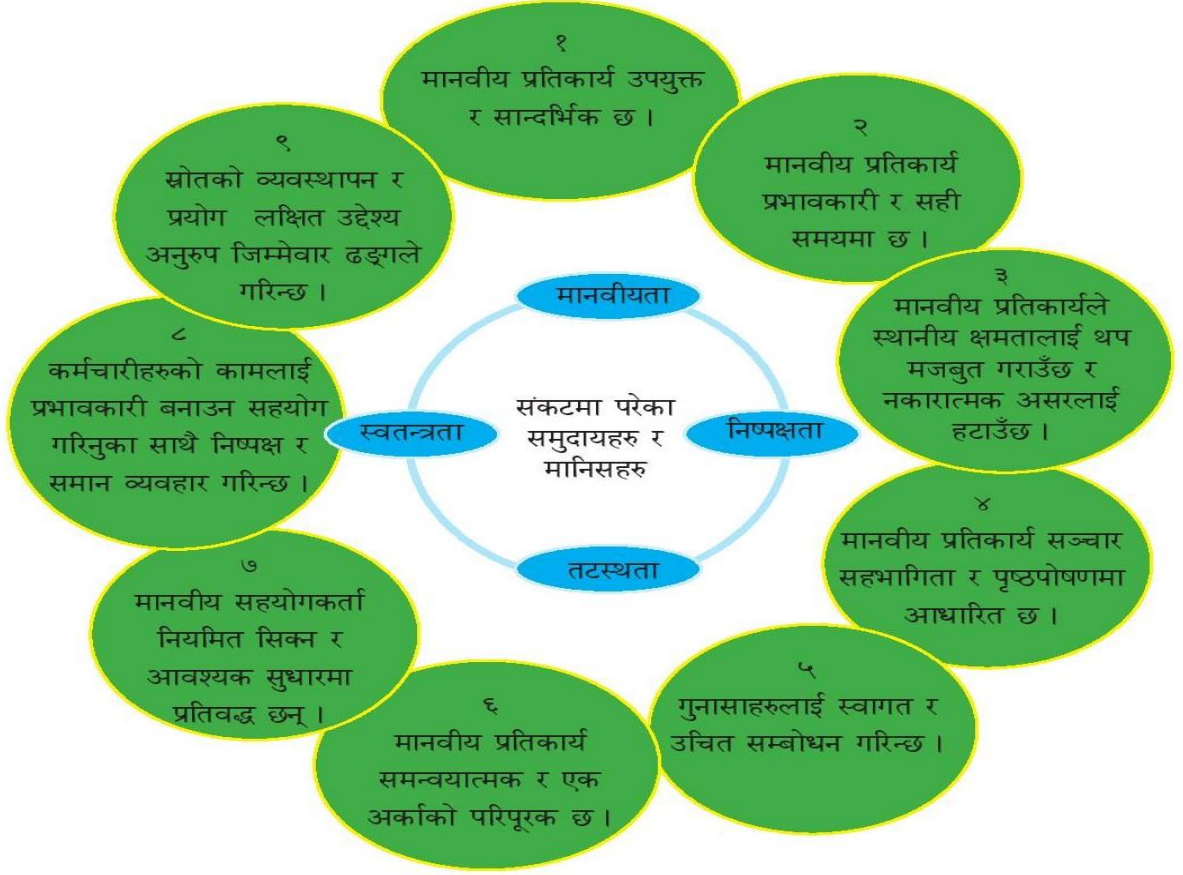 १
मानवीय प्रतिकार्य उपयुक्त
र सान्दर्भिक छ ।
२
मानवीय प्रतिकार्य
प्रभावकारी र सही
समयमा छ ।
३
मानवीय प्रतिकार्यले
स्थानीय क्षमतालाई थप
मजबुत गराउँछ र
नकारात्मक असरलाई
हटाउँछ ।
४
मानवीय प्रतिकार्य सञ्चार
सहभागिता र पृष्ठपोषणमा
आधारित छ ।
५
गुनासाहरुलाई स्वागत र
उचित सम्बोधन गरिन्छ ।
६
मानवीय प्रतिकार्य
समन्वयात्मक र एक
अर्काको परिपूरक छ ।
७
मानवीय सहयोगकर्ता
नियमित सिक्न र
आवश्यक सुधारमा
प्रतिवद्ध छन् ।
८
कर्मचारीहरुको कामलाई
प्रभावकारी बनाउन सहयोग
गरिनुका साथै निष्पक्ष र
समान व्यवहार गरिन्छ ।
९
स्रोतको व्यवस्थापन र
प्रयोग लक्षित उद्देश्य
अनुरुप जिम्मेवार ढङ्गले
गरिन्छ ।
मानवीयता
निष्पक्षता
तटस्थता
स्वतन्त्रता
संकटमा परेका
समुदायहरु र
मानिसहरु